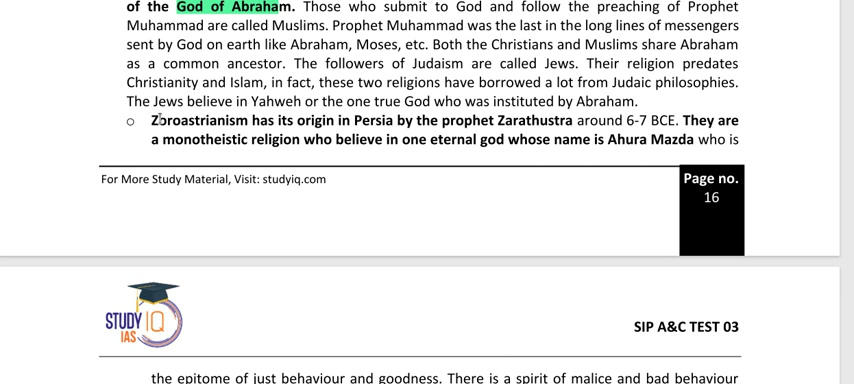 of the God of Abraham. Those who submit to God and follow the preaching of Prophet
Muhammad are called Muslims. Prophet Muhammad was the last in the long lines of messengers
sent by God on earth like Abraham, Moses, etc. Both the Christians and Muslims share Abraham
as a common ancestor. The followers of Judaism are called Jews. Their religion predates
Christianity and Islam, in fact, these two religions have borrowed a lot from Judaic philosophies.
The Jews believe in Yahweh or the one true God who was instituted by Abraham.
○ Zoroastrianism has its origin in Persia by the prophet Zarathustra around 6-7 BCE. They are
a monotheistic religion who believe in one eternal god whose name is Ahura Mazda who is
For More Study Material, Visit: studyiq.com
Page no.
16
STUDY IQ
IAS
SIP A&C TEST 03
the epitome of just behaviour and goodness. There is a spirit of malice and bad behaviour